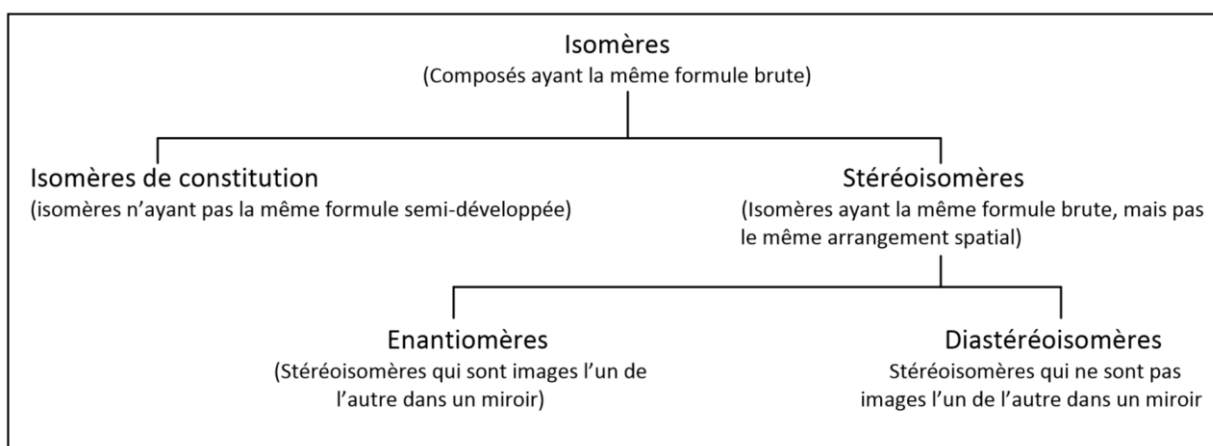 Isomères
(Composés ayant la même formule brute)
Isomères de constitution
(isomères n’ayant pas la même formule semi-développée)
Stéréoisomères
(Isomères ayant la même formule brute, mais pas
le même arrangement spatial)
Enantiomères
(Stéréoisomères qui sont images l’un de
l’autre dans un miroir)
Diastéréoisomères
Stéréoisomères qui ne sont pas
images l’un de l’autre dans un miroir